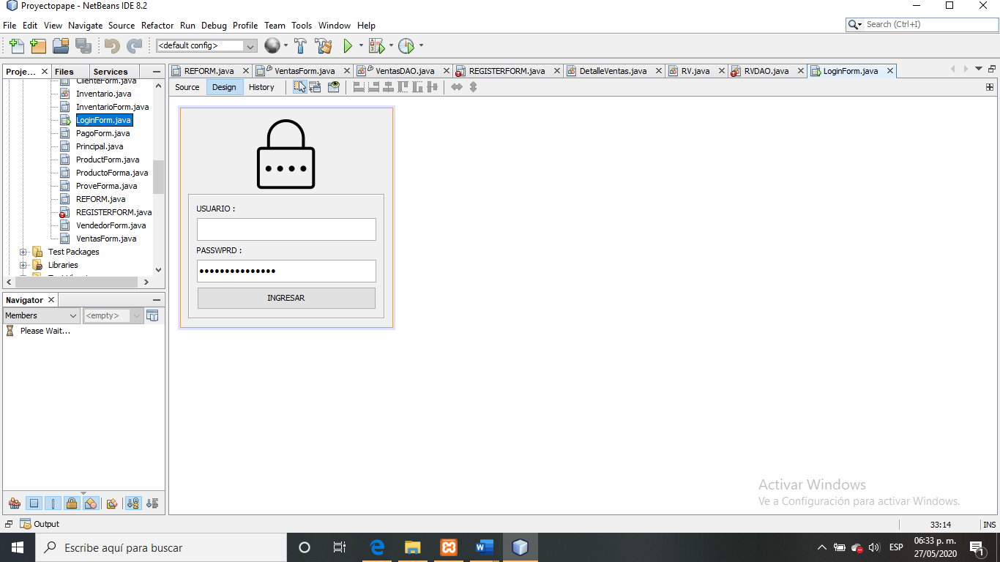 Proyectopape - NetBeans IDE 8.2
File Edit View Navigate Source Refactor Run Debug Profile Team Tools Window Help
Search (Ctrl+I)
<default config>
Proje... Files Services
REFORM.java VentasForm.java VentasDAO.java REGISTERFORM.java DetalleVentas.java RV.java RVDAO.java LoginForm.java
Source Design History
ClienteForm.java
Inventario.java
InventarioForm.java
LoginForm.java
PagoForm.java
Principal.java
ProductForm.java
ProductoForma.java
ProveForma.java
REFORM.java
REGISTERFORM.java
VendedorForm.java
VentasForm.java
Test Packages
Libraries
USUARIO :
PASSWPRD :
INGRESAR
Navigator
Members <empty>
Please Wait...
Activar Windows
Ve a Configuración para activar Windows.
Output
33:14 INS
Escribe aquí para buscar
ESP
06:33 p. m.
27/05/2020
1